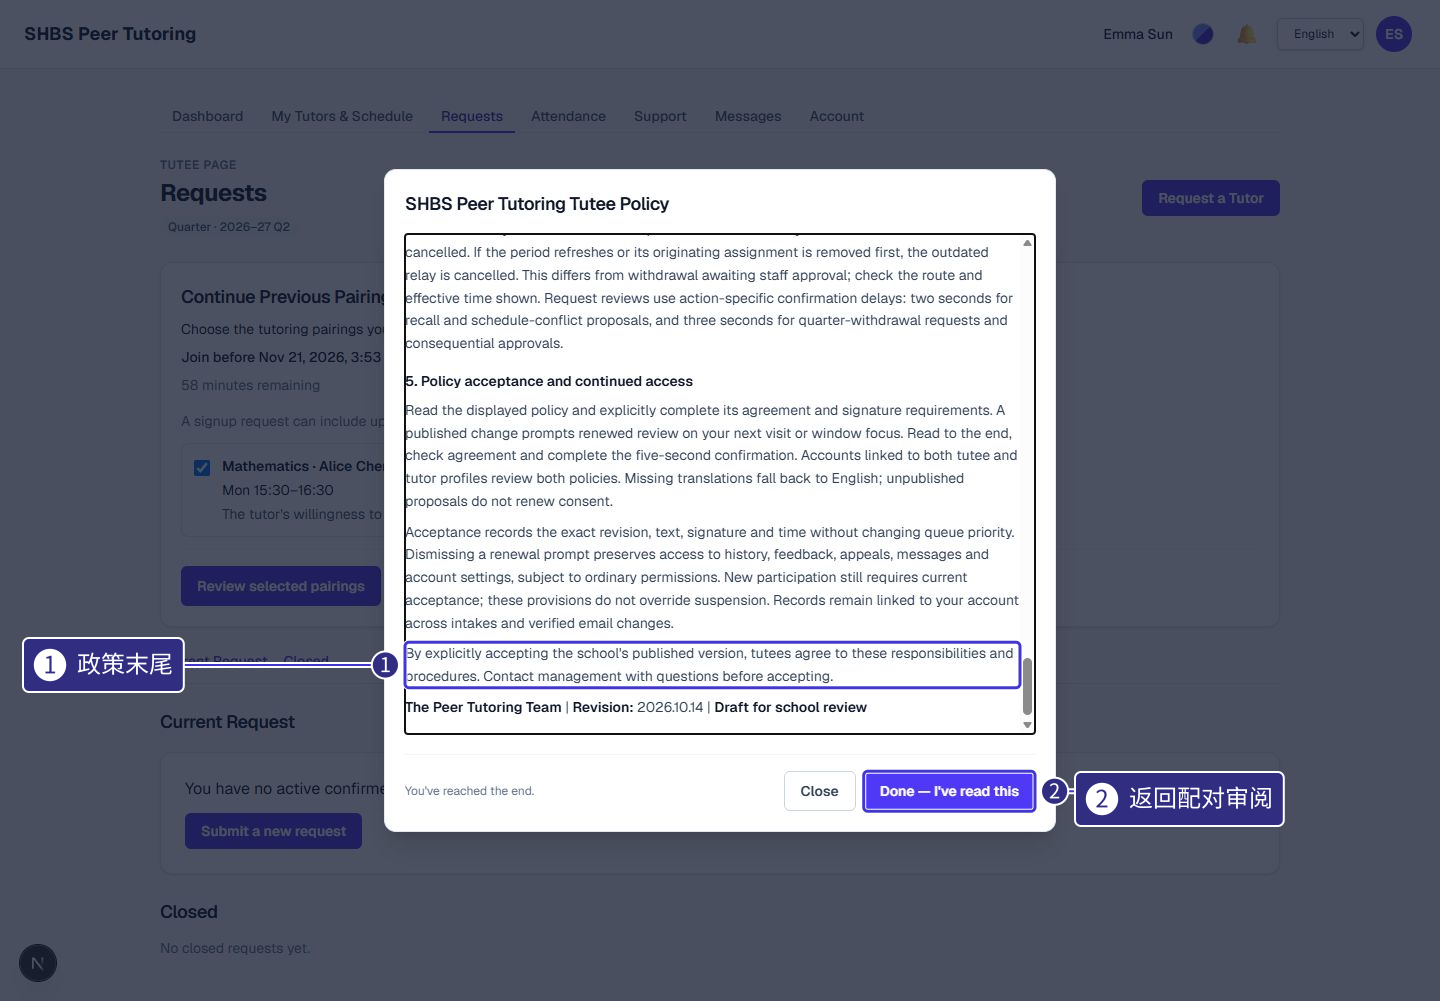 SHBS Peer Tutoring
Emma Sun
English
ES
Dashboard
My Tutors & Schedule
Requests
Attendance
Support
Messages
Account
TUTEE PAGE
Requests
Quarter · 2026–27 Q2
Request a Tutor
Continue Previous Pairing
Choose the tutoring pairings
Join before Nov 21, 2026, 3:53
58 minutes remaining
A signup request can include
Mathematics · Alice
Mon 15:30–16:30
The tutor's willingness to
Review selected pairings
Current Request
You have no active
Submit a new request
Closed
No closed requests yet.
N
SHBS Peer Tutoring Tutee Policy
cancelled. If the period refreshes or its originating assignment is removed first, the outdated
relay is cancelled. This differs from withdrawal awaiting staff approval; check the route and
effective time shown. Request reviews use action-specific confirmation delays: two seconds for
recall and schedule-conflict proposals, and three seconds for quarter-withdrawal requests and
consequential approvals.
5. Policy acceptance and continued access
Read the displayed policy and explicitly complete its agreement and signature requirements. A
published change prompts renewed review on your next visit or window focus. Read to the end,
check agreement and complete the five-second confirmation. Accounts linked to both tutee and
tutor profiles review both policies. Missing translations fall back to English; unpublished
proposals do not renew consent.
Acceptance records the exact revision, text, signature and time without changing queue priority.
Dismissing a renewal prompt preserves access to history, feedback, appeals, messages and
account settings, subject to ordinary permissions. New participation still requires current
acceptance; these provisions do not override suspension. Records remain linked to your account
across intakes and verified email changes.
By explicitly accepting the school's published version, tutees agree to these responsibilities and
procedures. Contact management with questions before accepting.
The Peer Tutoring Team | Revision: 2026.10.14 | Draft for school review
You've reached the end.
Close
Done — I've read this
1 政策末尾
1
2
2 返回配对审阅